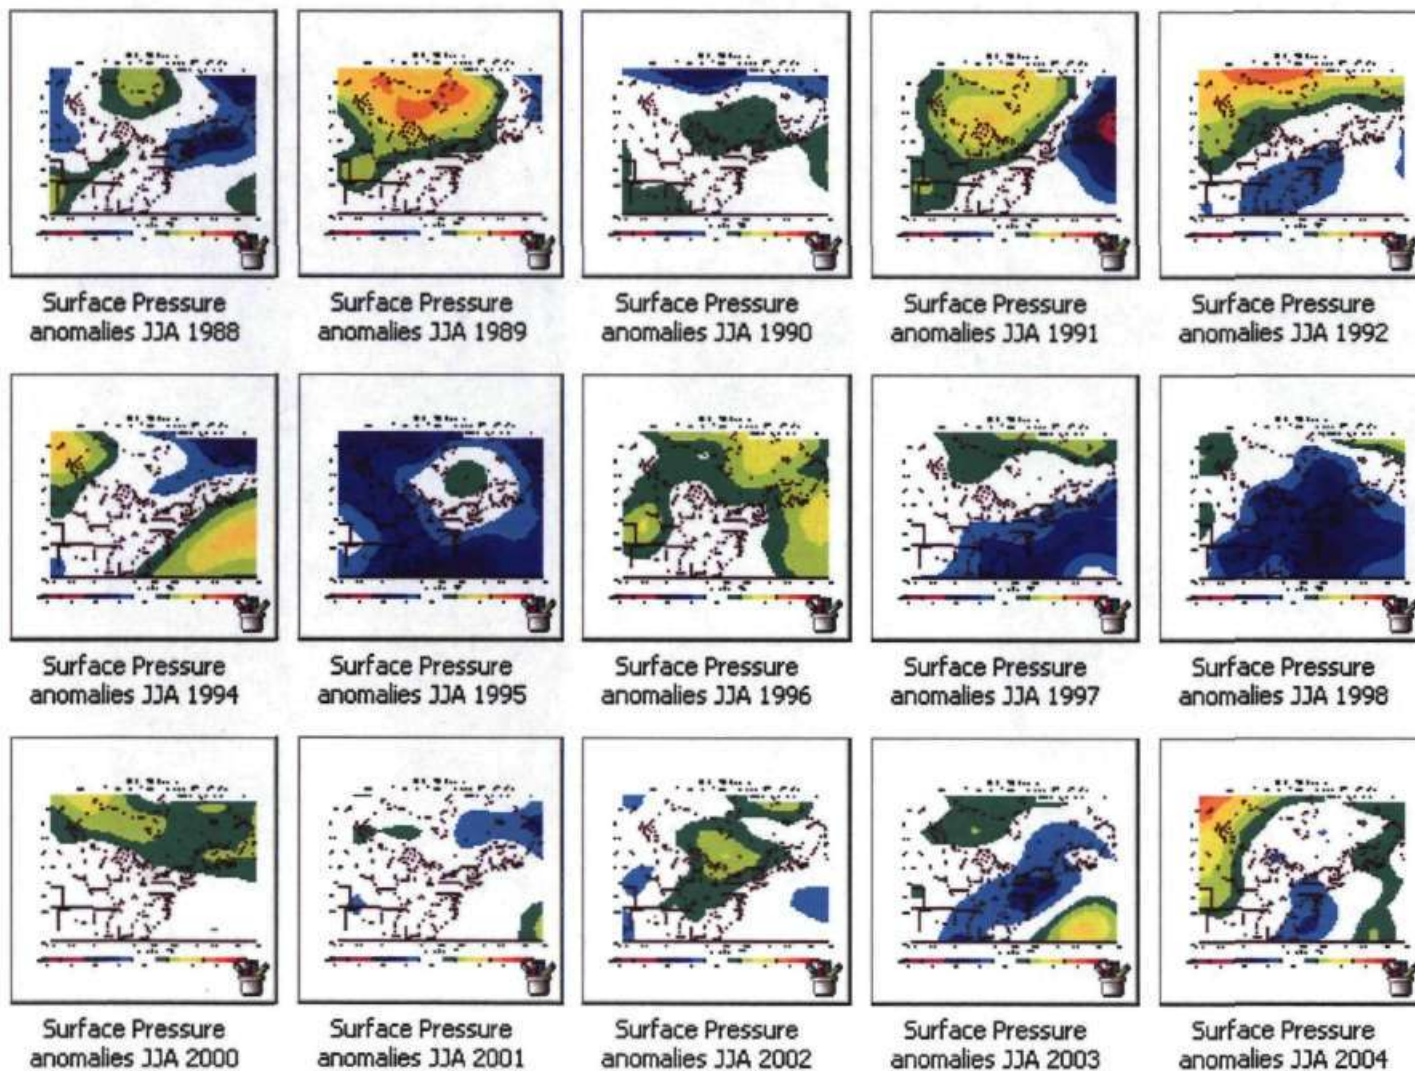 Surface Pressure
anomalies JJA 1988
Surface Pressure
anomalies JJA 1989
Surface Pressure
anomalies JJA 1990
Surface Pressure
anomalies JJA 1991
Surface Pressure
anomalies JJA 1992
Surface Pressure
anomalies JJA 1994
Surface Pressure
anomalies JJA 1995
Surface Pressure
anomalies JJA 1996
Surface Pressure
anomalies JJA 1997
Surface Pressure
anomalies JJA 1998
Surface Pressure
anomalies JJA 2000
Surface Pressure
anomalies JJA 2001
Surface Pressure
anomalies JJA 2002
Surface Pressure
anomalies JJA 2003
Surface Pressure
anomalies JJA 2004